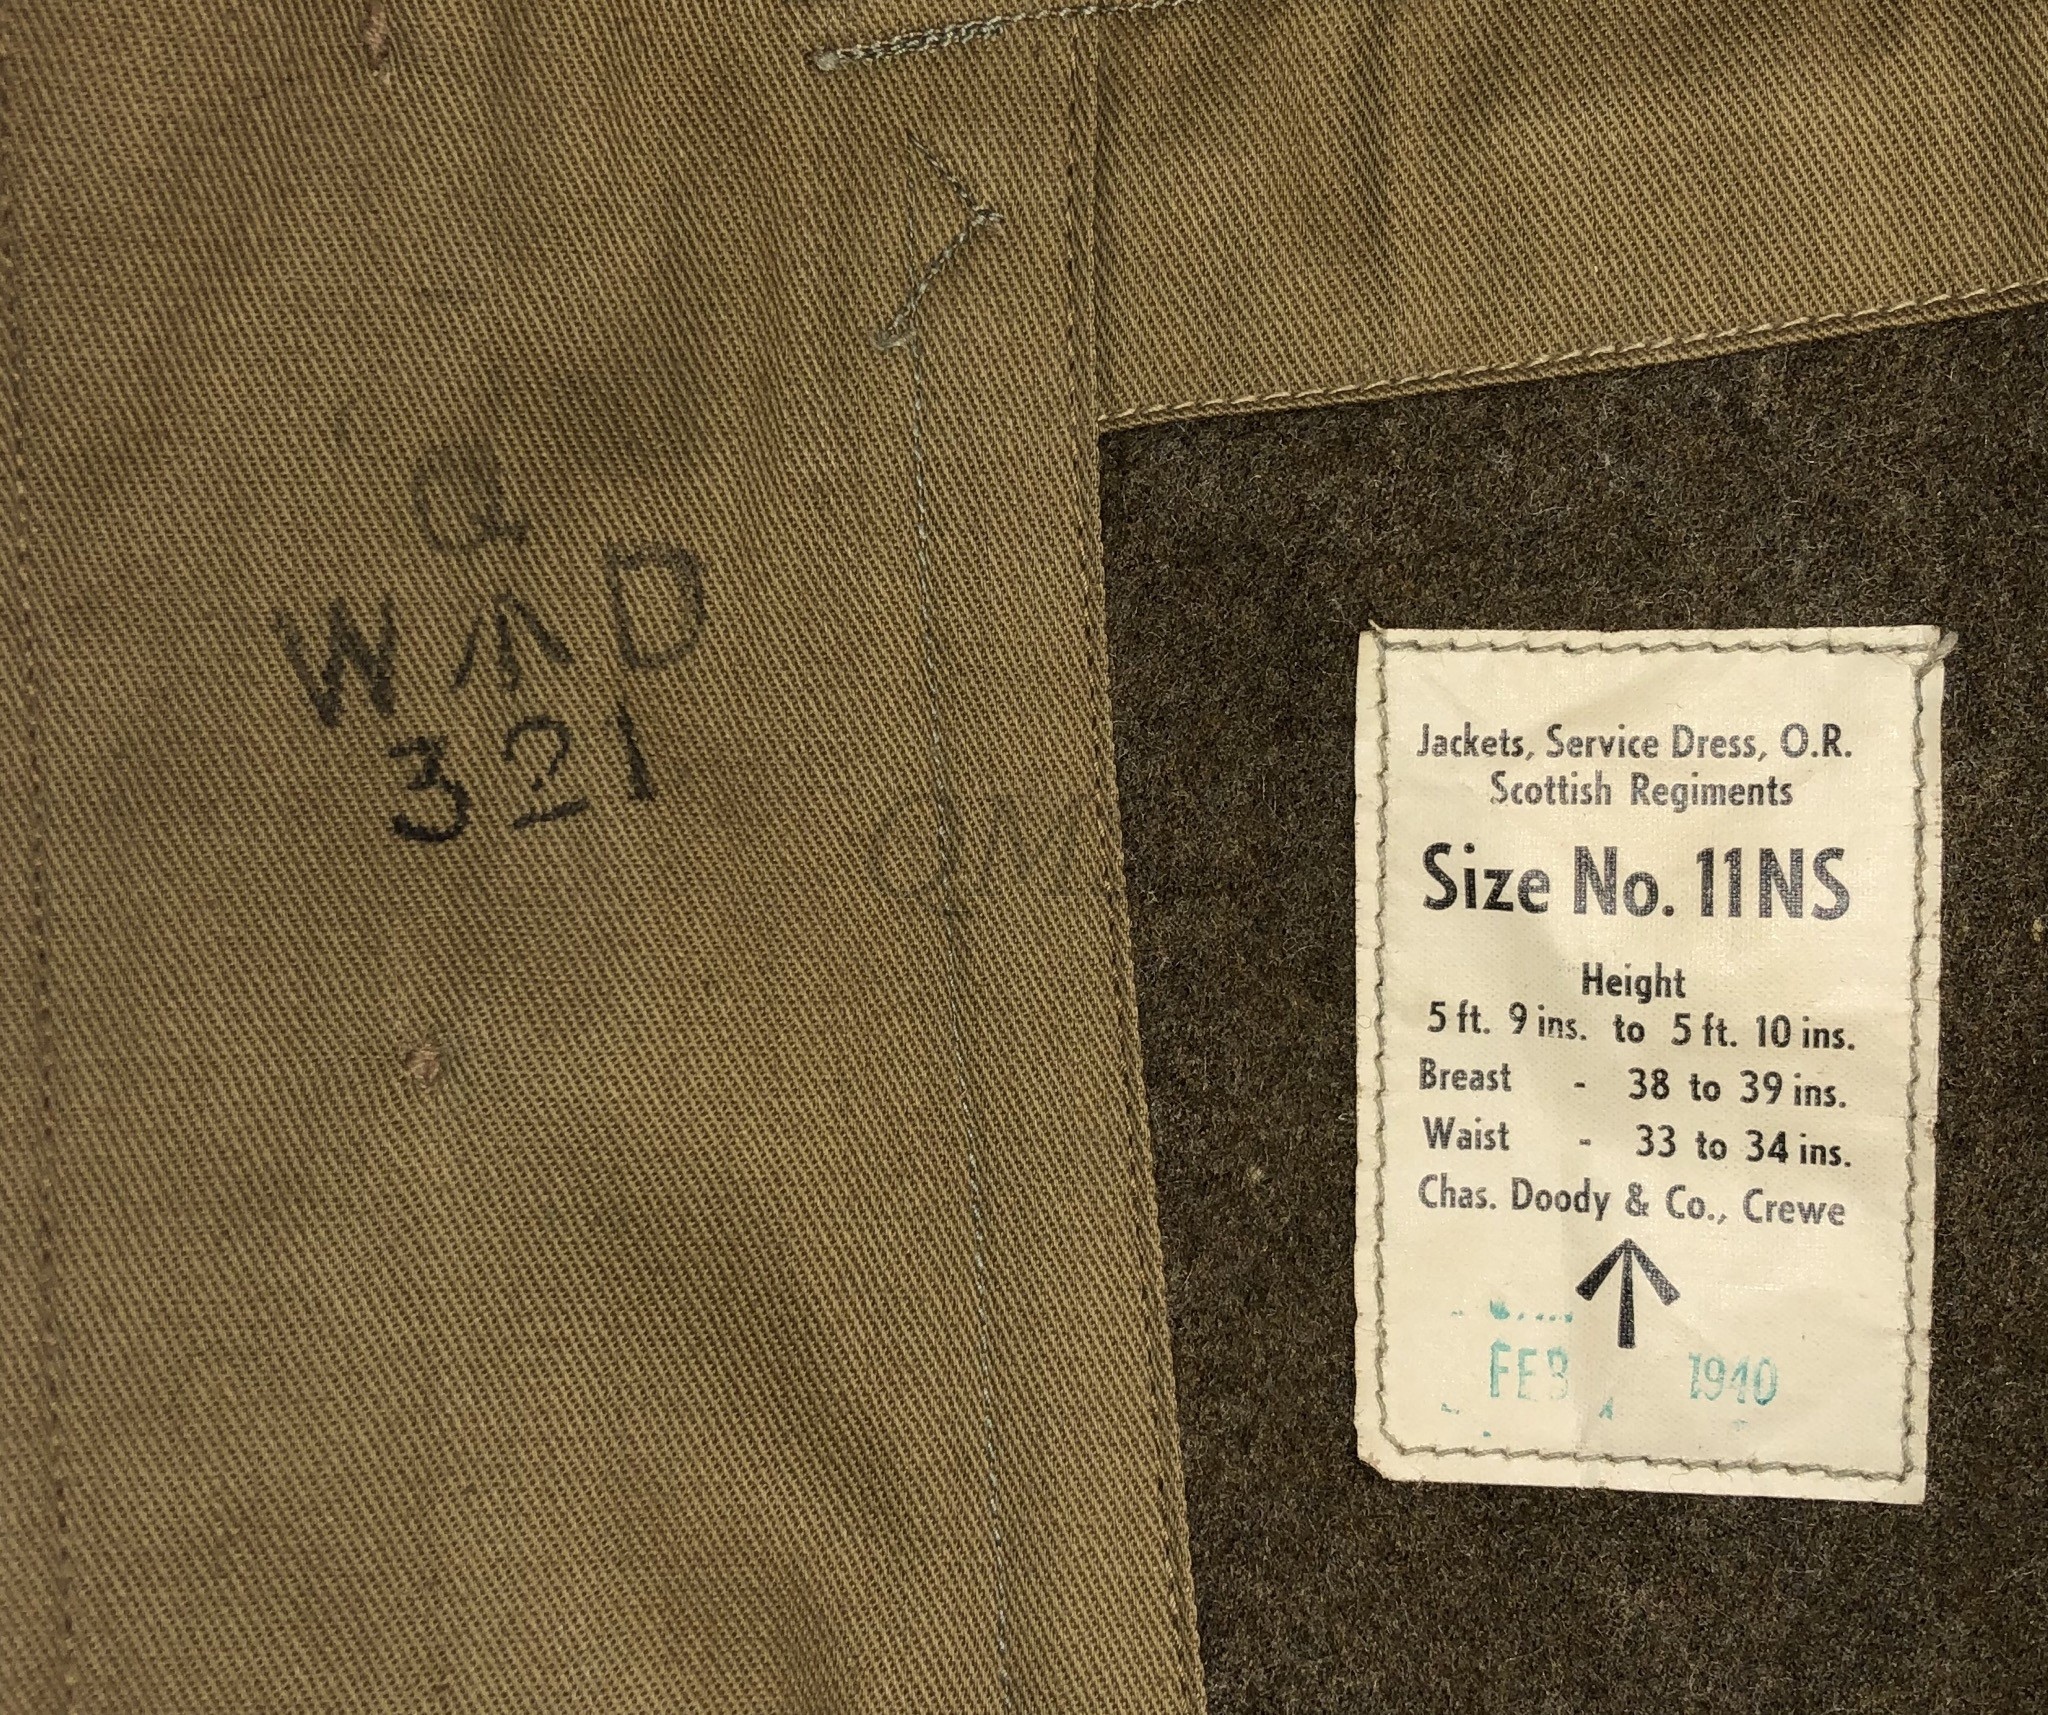 Q
W D
321
Jackets, Service Dress, O.R.
Scottish Regiments
Size No. 11NS
Height
5 ft. 9 ins. to 5 ft. 10 ins.
Breast - 38 to 39 ins.
Waist - 33 to 34 ins.
Chas. Doody & Co., Crewe
FEB 1940